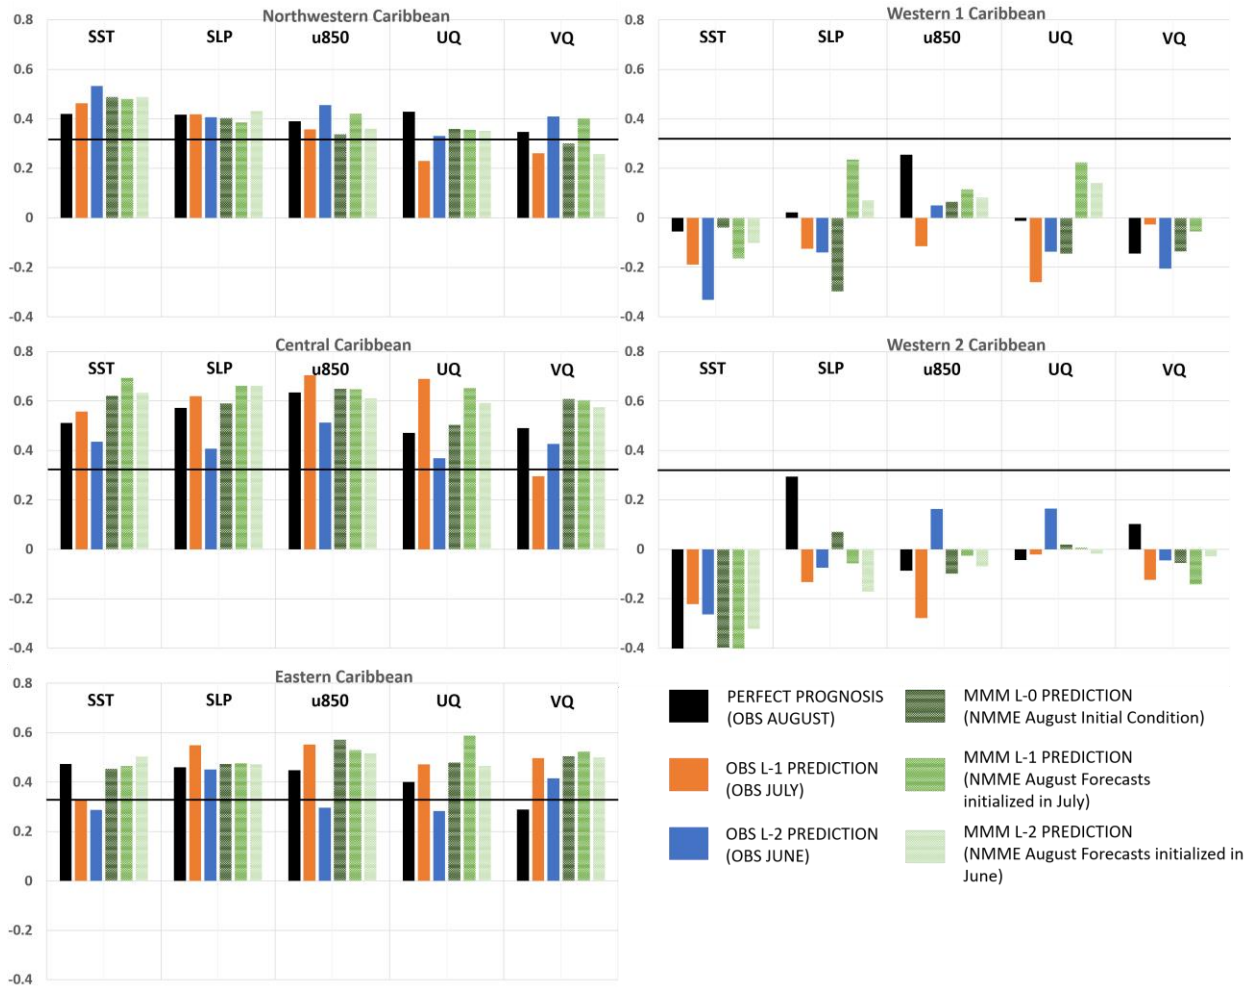 Northwestern Caribbean
SST SLP u850 UQ VQ
0.8
0.6
0.4
0.2
0
-0.2
-0.4
Western 1 Caribbean
SST SLP u850 UQ VQ
0.8
0.6
0.4
0.2
0
-0.2
-0.4
Central Caribbean
SST SLP u850 UQ VQ
0.8
0.6
0.4
0.2
0
-0.2
-0.4
Western 2 Caribbean
SST SLP u850 UQ VQ
0.8
0.6
0.4
0.2
0
-0.2
-0.4
Eastern Caribbean
SST SLP u850 UQ VQ
0.8
0.6
0.4
0.2
0
-0.2
-0.4
PERFECT PROGNOSIS
(OBS AUGUST)
OBS L-1 PREDICTION
(OBS JULY)
OBS L-2 PREDICTION
(OBS JUNE)
MMM L-0 PREDICTION
(NMME August Initial Condition)
MMM L-1 PREDICTION
(NMME August Forecasts
initialized in July)
MMM L-2 PREDICTION
(NMME August Forecasts initialized in
June)